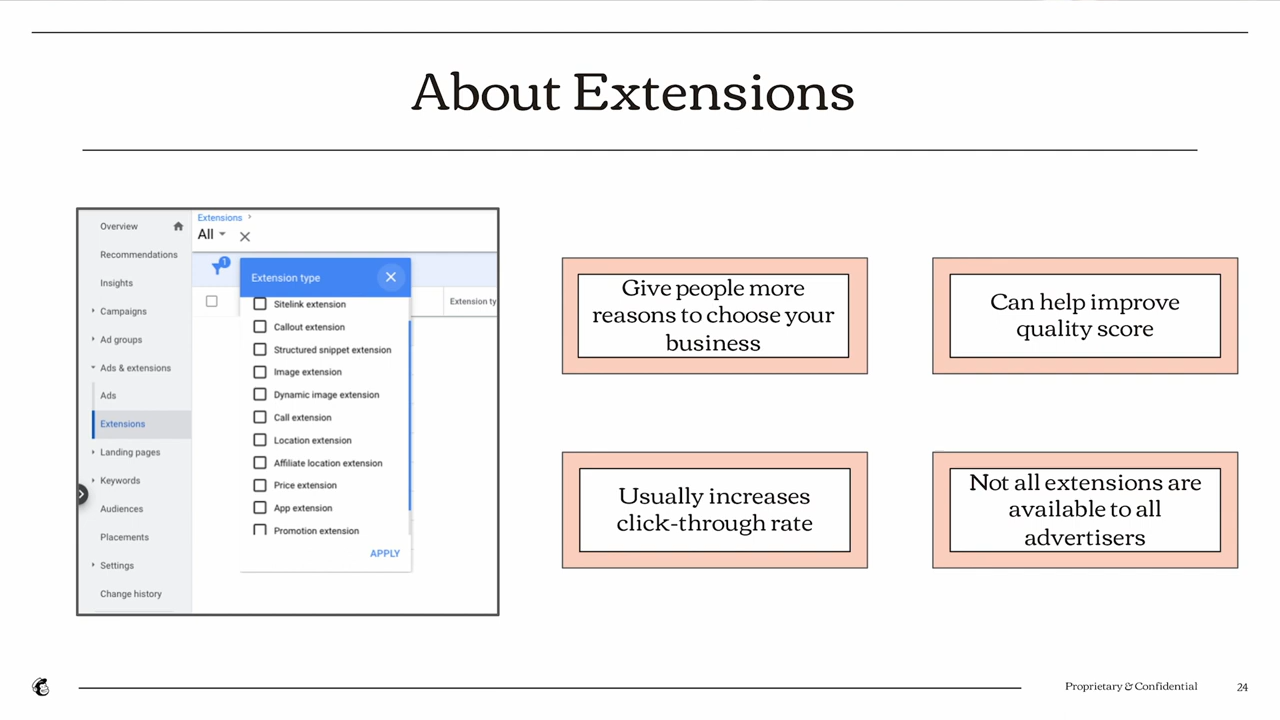 About Extensions
Overview
Recommendations
Insights
Campaigns
Ad groups
Ads & extensions
Ads
Extensions
Landing pages
Keywords
Audiences
Placements
Settings
Change history
Extensions
All
1
Extension type
Extension ty
Sitelink extension
Callout extension
Structured snippet extension
Image extension
Dynamic image extension
Call extension
Location extension
Affiliate location extension
Price extension
App extension
Promotion extension
APPLY
Give people more
reasons to choose your
business
Can help improve
quality score
Usually increases
click-through rate
Not all extensions are
available to all
advertisers
Proprietary & Confidential
24